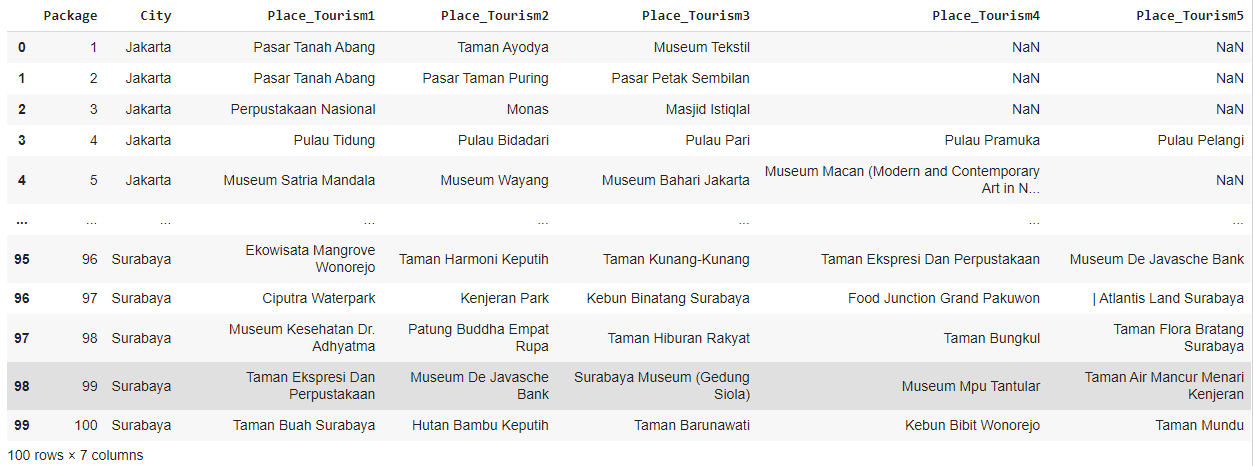 Package City Place_Tourism1 Place_Tourism2 Place_Tourism3 Place_Tourism4 Place_Tourism5
0 1 Jakarta Pasar Tanah Abang Taman Ayodya Museum Tekstil NaN NaN
1 2 Jakarta Pasar Tanah Abang Pasar Taman Puring Pasar Petak Sembilan NaN NaN
2 3 Jakarta Perpustakaan Nasional Monas Masjid Istiqlal NaN NaN
3 4 Jakarta Pulau Tidung Pulau Bidadari Pulau Pari Pulau Pramuka Pulau Pelangi
4 5 Jakarta Museum Satria Mandala Museum Wayang Museum Bahari Jakarta Museum Macan (Modern and Contemporary
Art in N... NaN
... ... ... ... ... ... ... ...
95 96 Surabaya Ekowisata Mangrove
Wonorejo Taman Harmoni Keputih Taman Kunang-Kunang Taman Ekspresi Dan Perpustakaan Museum De Javasche Bank
96 97 Surabaya Ciputra Waterpark Kenjeran Park Kebun Binatang Surabaya Food Junction Grand Pakuwon | Atlantis Land Surabaya
97 98 Surabaya Museum Kesehatan Dr.
Adhyatma Patung Buddha Empat
Rupa Taman Hiburan Rakyat Taman Bungkul Taman Flora Bratang
Surabaya
98 99 Surabaya Taman Ekspresi Dan
Perpustakaan Museum De Javasche
Bank Surabaya Museum (Gedung
Siola) Museum Mpu Tantular Taman Air Mancur Menari
Kenjeran
99 100 Surabaya Taman Buah Surabaya Hutan Bambu Keputih Taman Barunawati Kebun Bibit Wonorejo Taman Mundu
100 rows × 7 columns